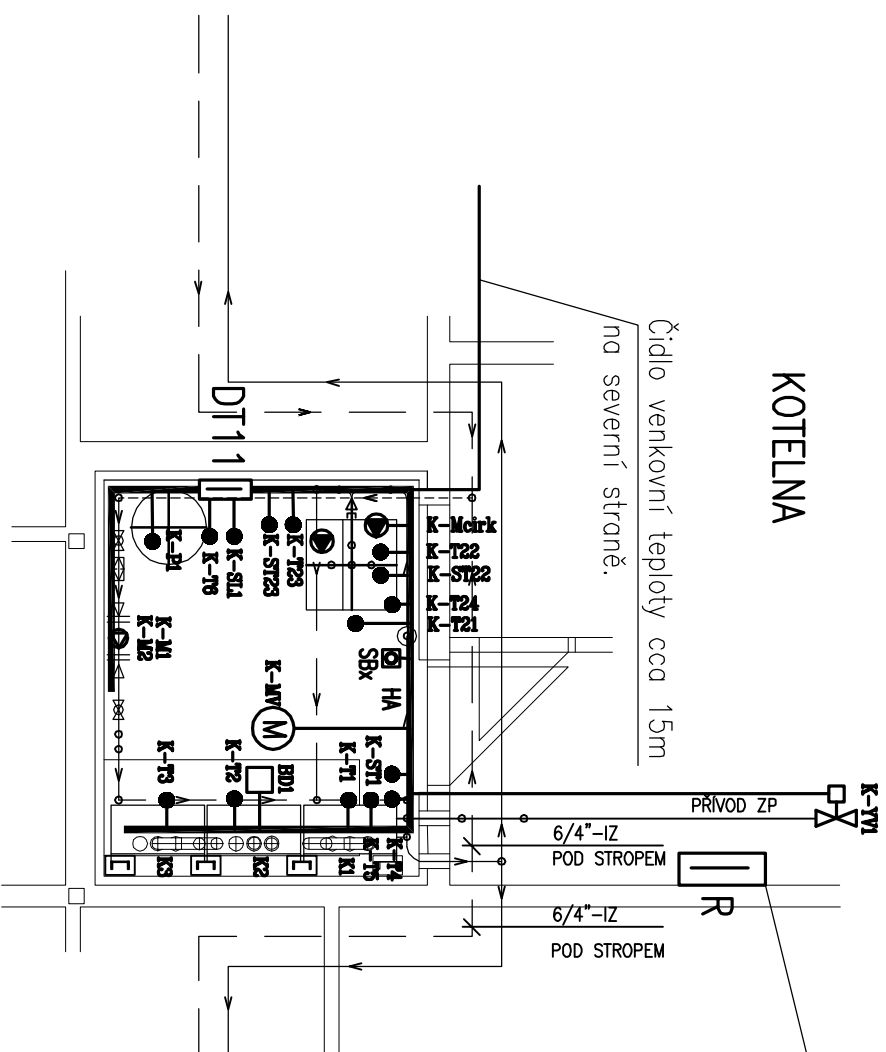 KOTELNA
Čidlo venkovní teploty cca 15m
na severní straně.
DT11
K-Mcirk
K-T22
K-ST22
K-T24
K-T21
K-T23
K-ST23
K-SL1
K-T6
K-P1
K-M1
K-M2
SBx
HA
K-MV
M
K-ST1
K-T1
BD1
K-T2
K-T3
K-T4
K-T5
K1
K2
K3
K-YV1
PŘÍVOD ZP
6/4"-IZ
POD STROPEM
R
6/4"-IZ
POD STROPEM